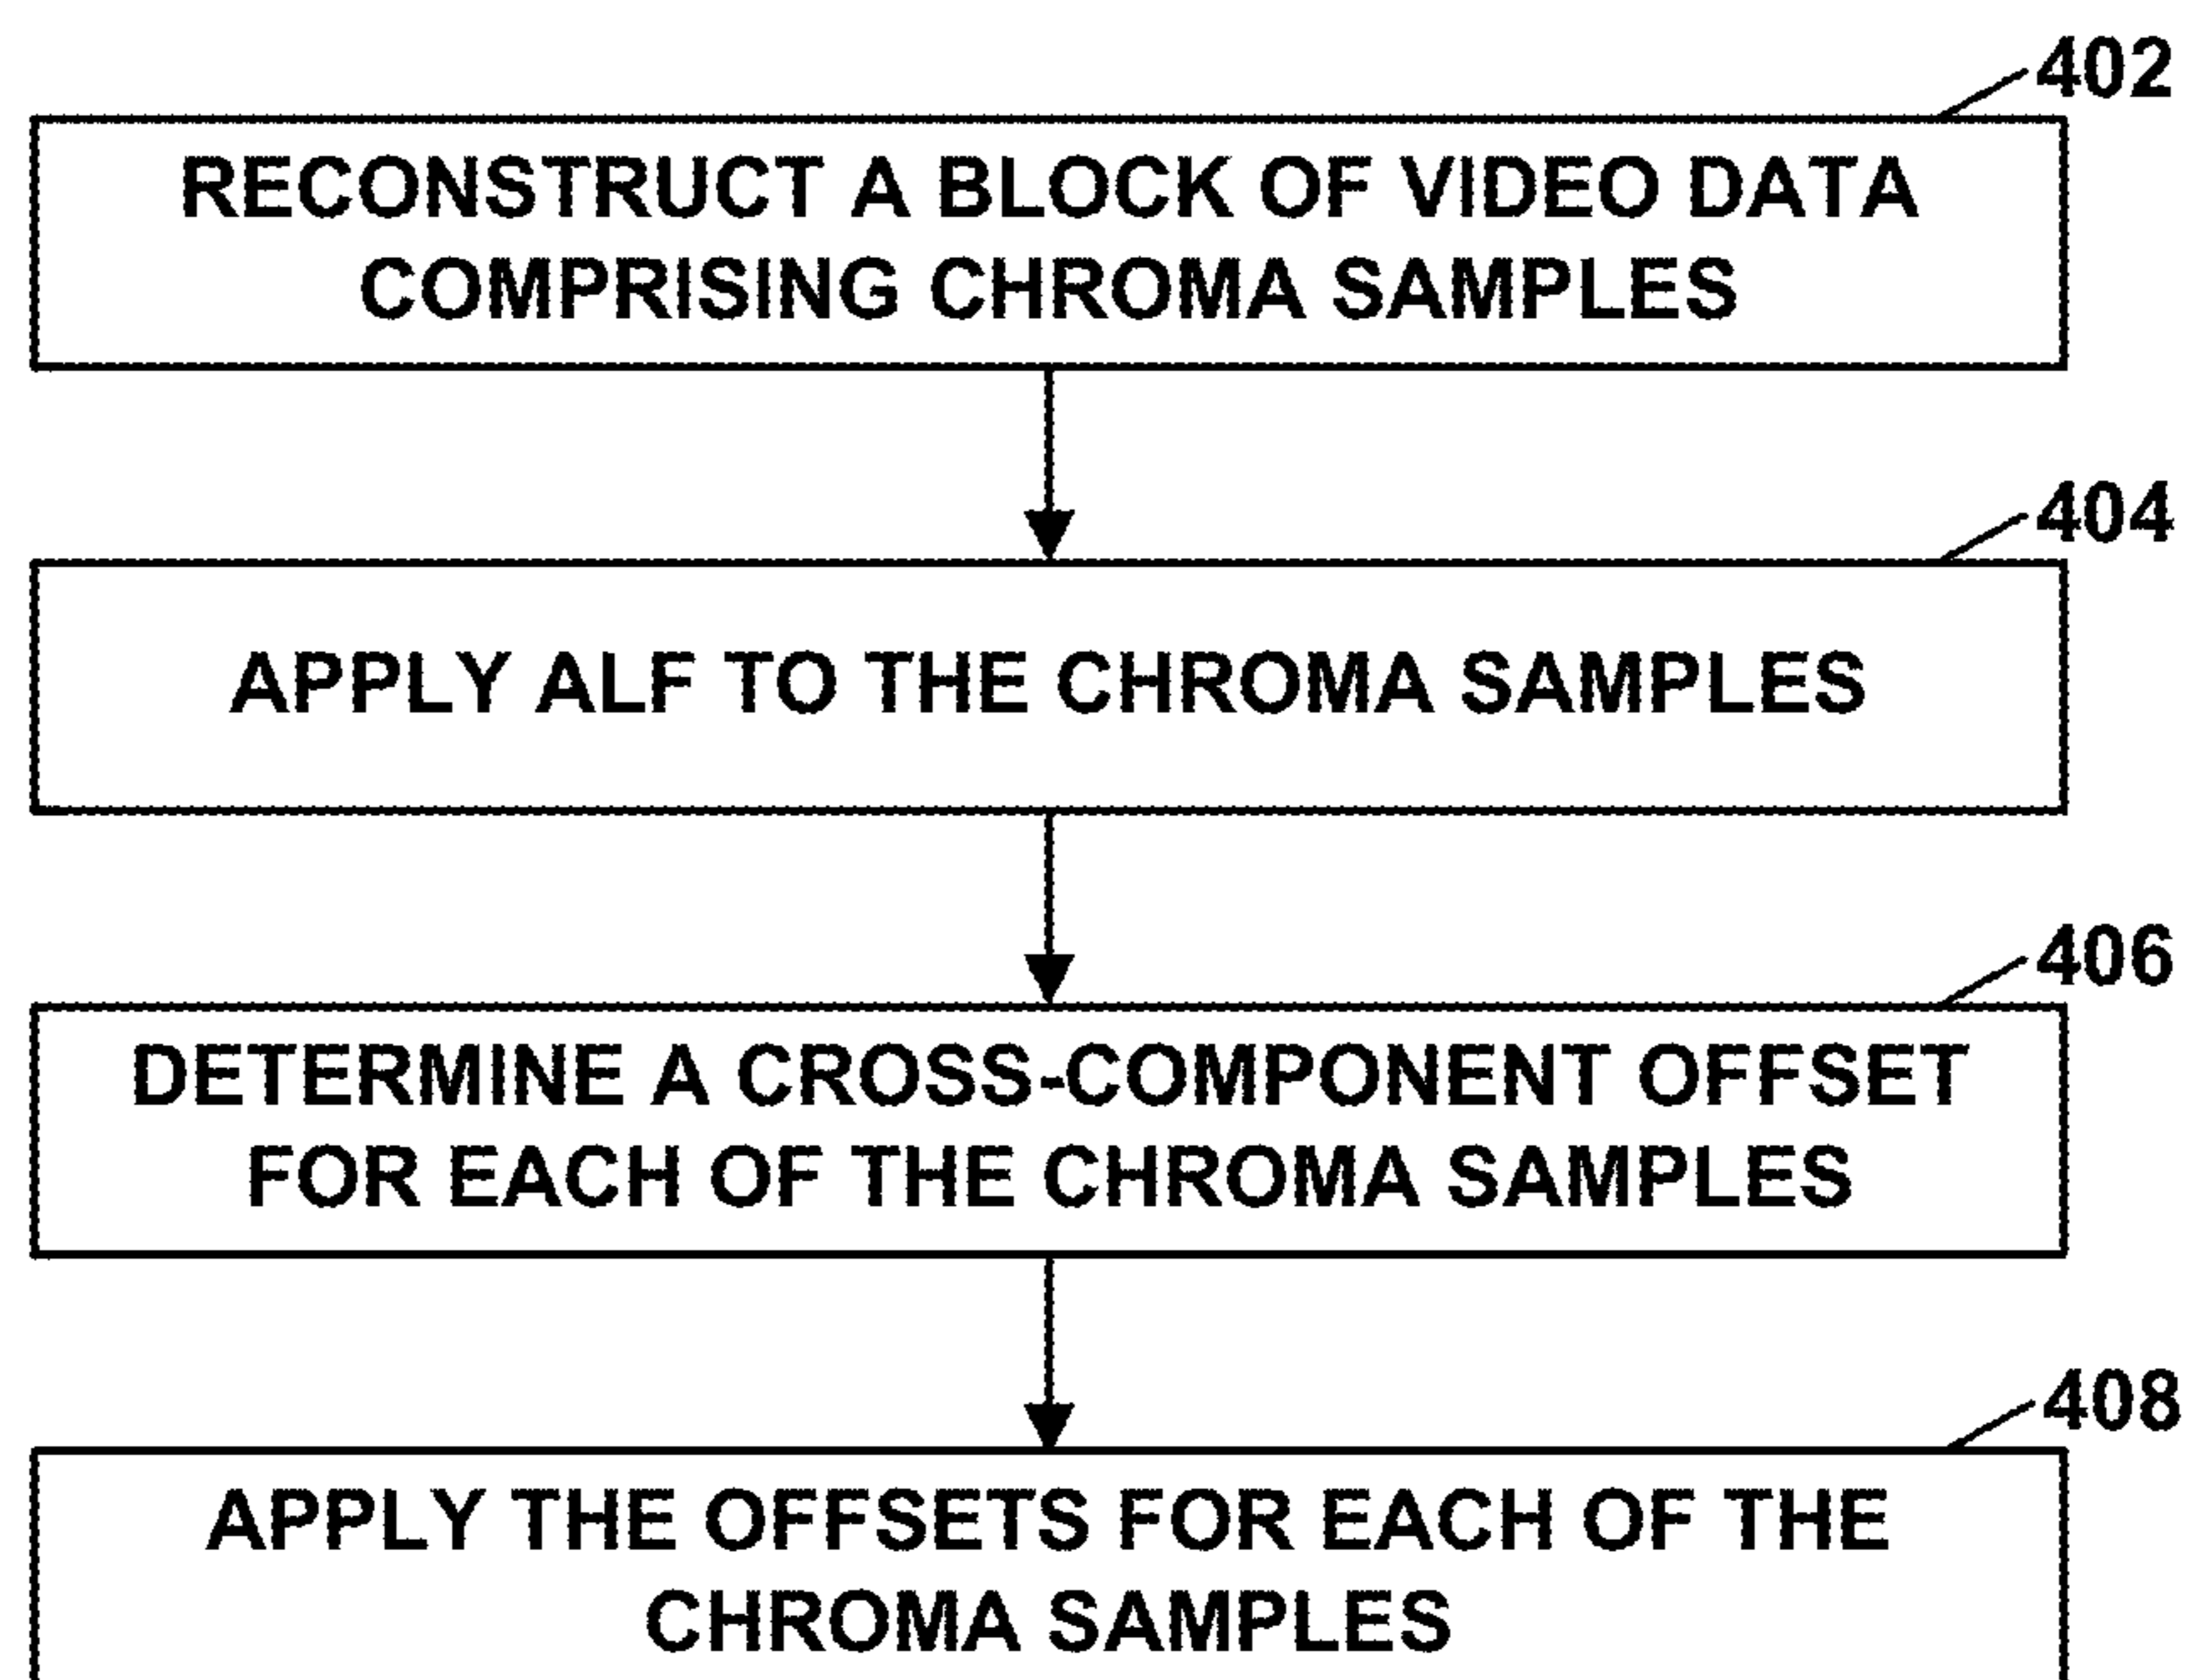 402
RECONSTRUCT A BLOCK OF VIDEO DATA
COMPRISING CHROMA SAMPLES
404
APPLY ALF TO THE CHROMA SAMPLES
406
DETERMINE A CROSS-COMPONENT OFFSET
FOR EACH OF THE CHROMA SAMPLES
408
APPLY THE OFFSETS FOR EACH OF THE
CHROMA SAMPLES